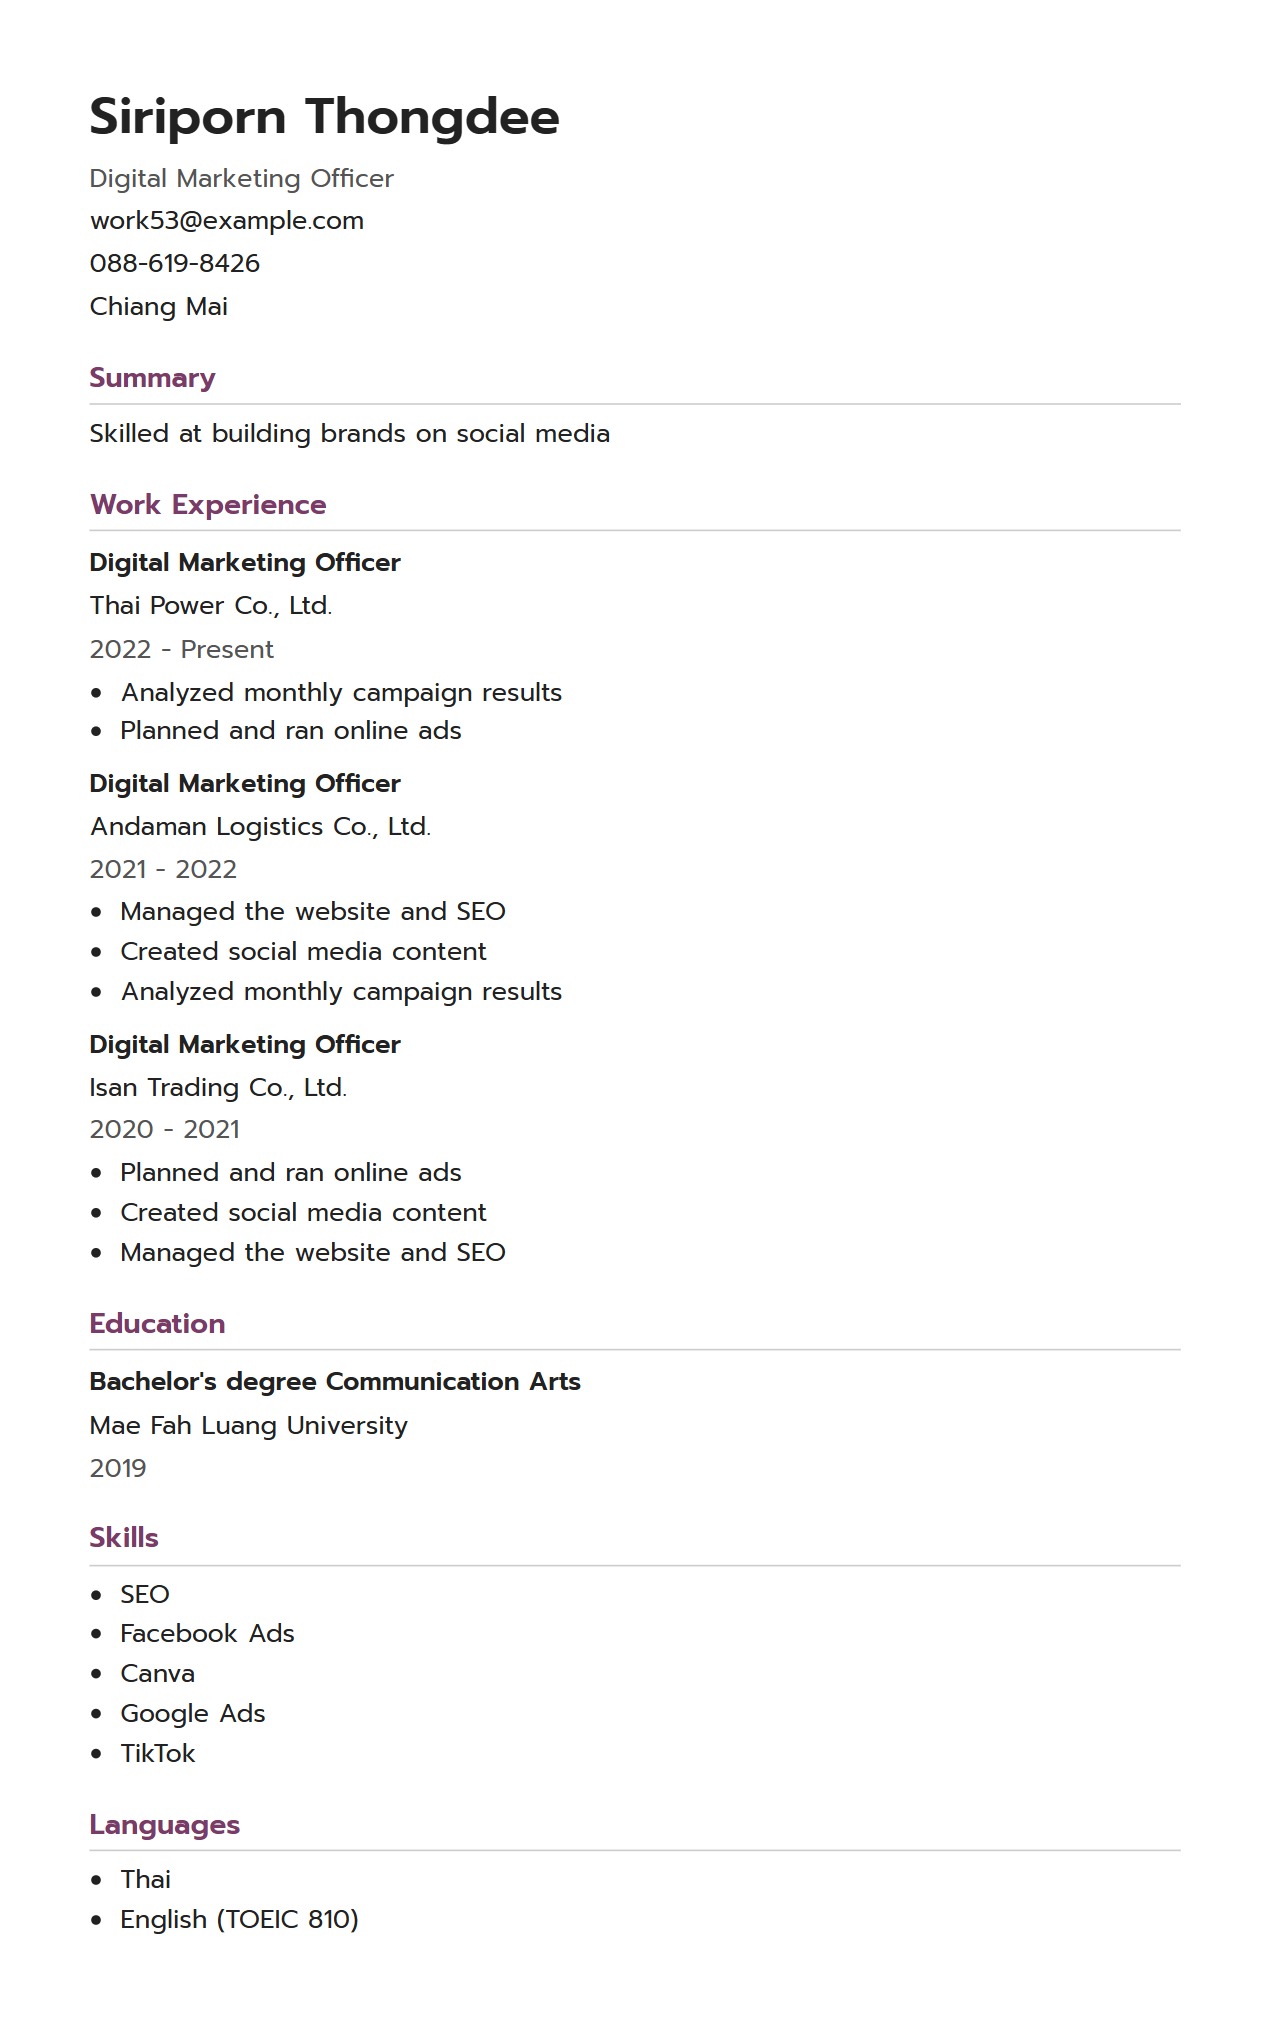 Siriporn Thongdee
Digital Marketing Officer
work53@example.com
088-619-8426
Chiang Mai
Summary
Skilled at building brands on social media
Work Experience
Digital Marketing Officer
Thai Power Co., Ltd.
2022 - Present
• Analyzed monthly campaign results
• Planned and ran online ads
Digital Marketing Officer
Andaman Logistics Co., Ltd.
2021 - 2022
• Managed the website and SEO
• Created social media content
• Analyzed monthly campaign results
Digital Marketing Officer
Isan Trading Co., Ltd.
2020 - 2021
• Planned and ran online ads
• Created social media content
• Managed the website and SEO
Education
Bachelor's degree Communication Arts
Mae Fah Luang University
2019
Skills
• SEO
• Facebook Ads
• Canva
• Google Ads
• TikTok
Languages
• Thai
• English (TOEIC 810)